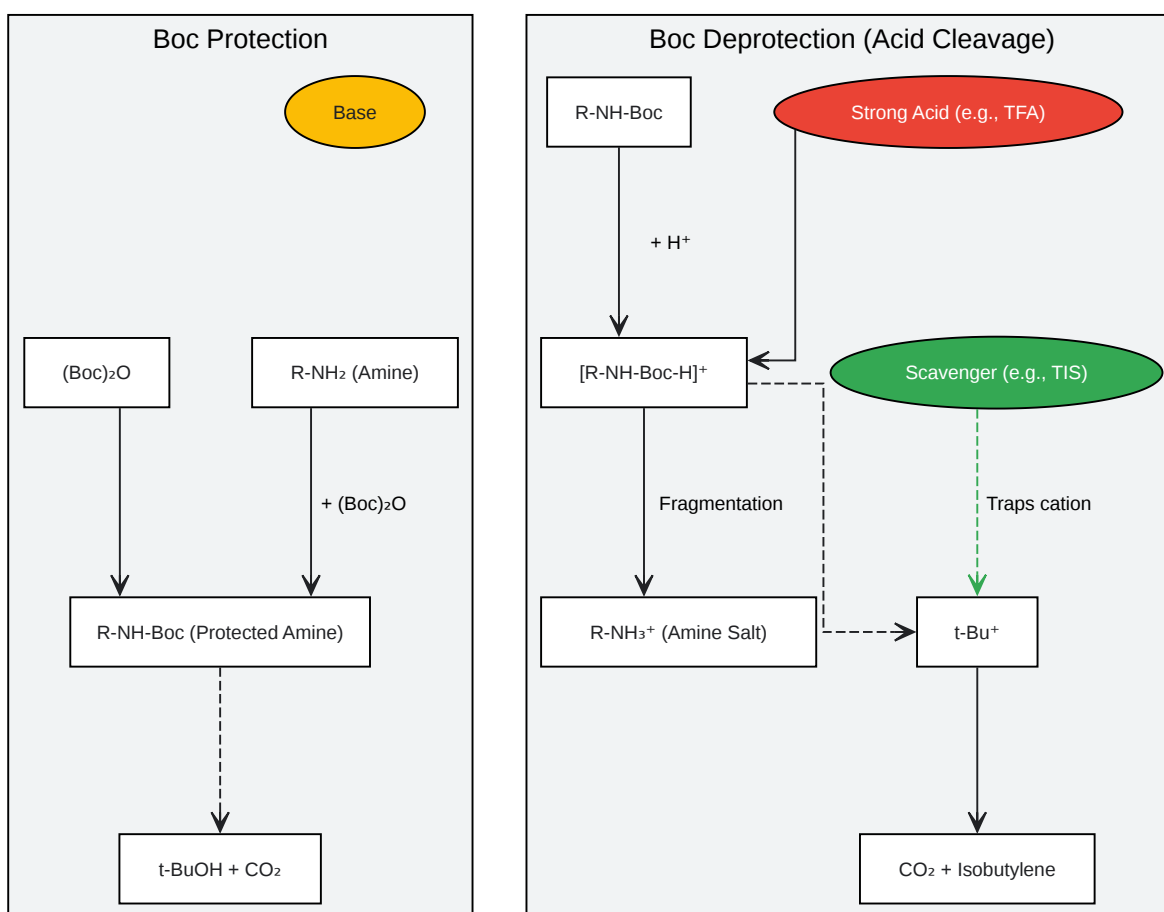 Boc Protection
Base
(Boc)₂O
R-NH₂ (Amine)
+ (Boc)₂O
R-NH-Boc (Protected Amine)
t-BuOH + CO₂
Boc Deprotection (Acid Cleavage)
R-NH-Boc
Strong Acid (e.g., TFA)
+ H⁺
[R-NH-Boc-H]⁺
Scavenger (e.g., TIS)
Fragmentation
Traps cation
R-NH₃⁺ (Amine Salt)
t-Bu⁺
CO₂ + Isobutylene